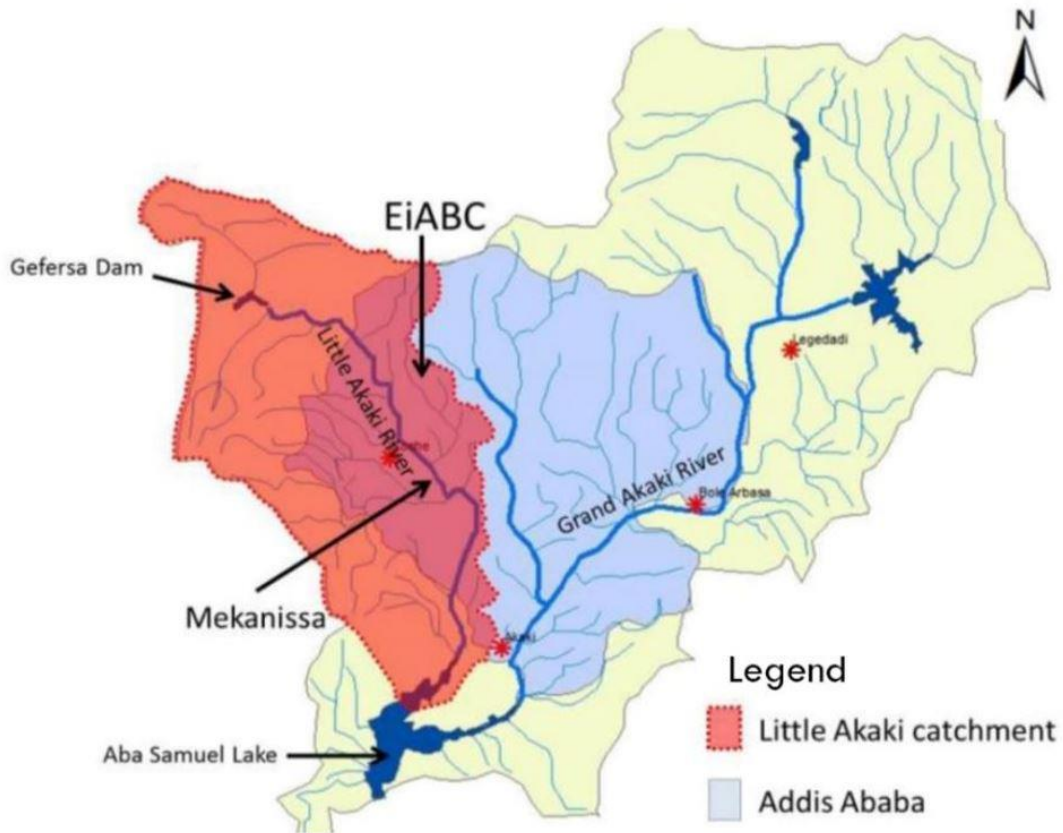 N
EiABC
Gefersa Dam
Legedadi
Little Akaki River
Grand Akaki River
Bole Arbasa
Mekanissa
Akaki
Legend
Little Akaki catchment
Aba Samuel Lake
Addis Ababa